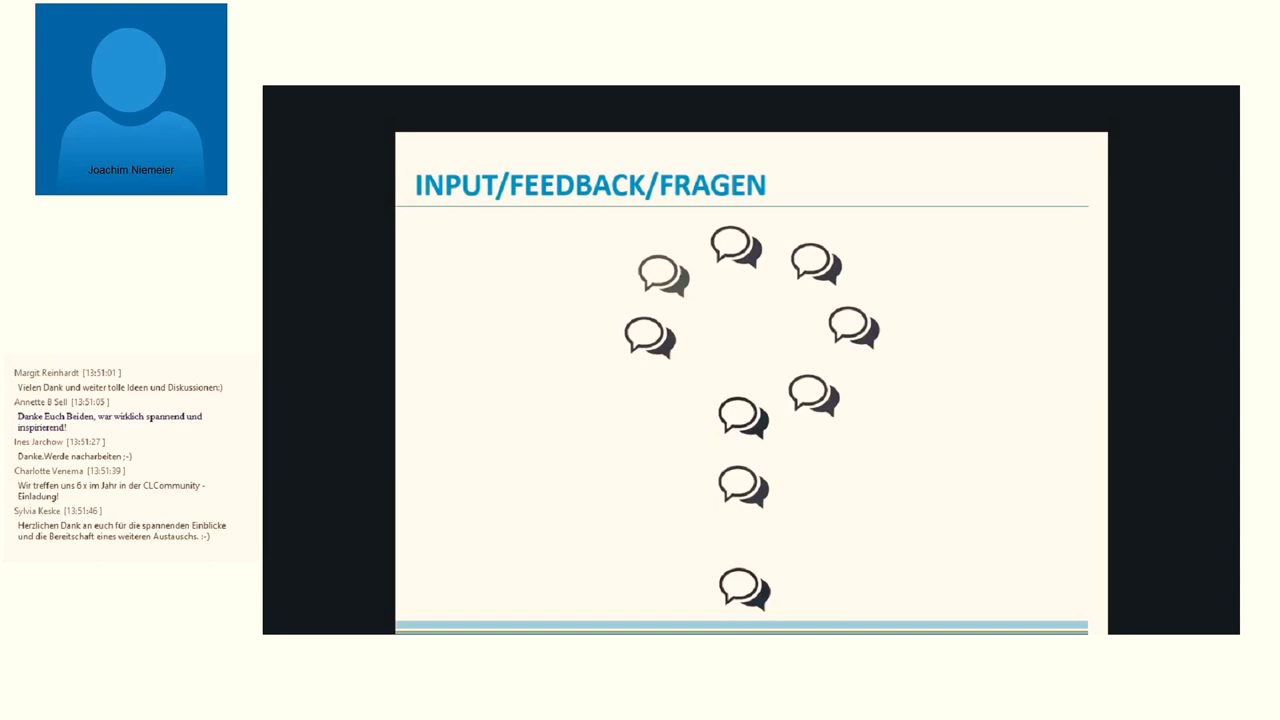 Joachim Niemeier
INPUT/FEEDBACK/FRAGEN
Margit Reinhardt [13:51:01 ]
Vielen Dank und weiter tolle Ideen und Diskussionen:)
Annette B Sell [13:51:05 ]
Danke Euch Beiden, war wirklich spannend und
inspirierend!
Ines Jarchow [13:51:27 ]
Danke.Werde nacharbeiten ;-)
Charlotte Venema [13:51:39 ]
Wir treffen uns 6 x im Jahr in der CLCommunity -
Einladung!
Sylvia Keske [13:51:46 ]
Herzlichen Dank an euch für die spannenden Einblicke
und die Bereitschaft eines weiteren Austauschs. :-)